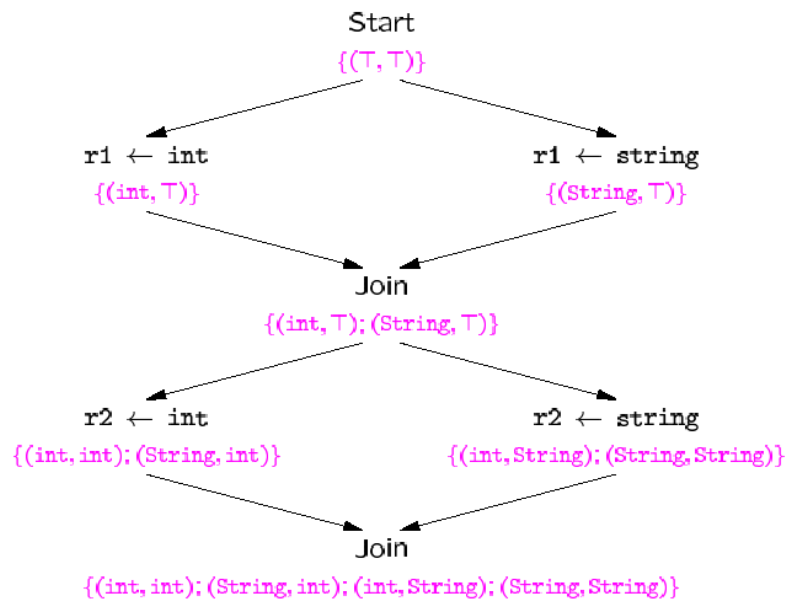 Start
{(⊤, ⊤)}
r1 ← int
r1 ← string
{(int, ⊤)}
{(String, ⊤)}
Join
{(int, ⊤); (String, ⊤)}
r2 ← int
r2 ← string
{(int, int); (String, int)}
{(int, String); (String, String)}
Join
{(int, int); (String, int); (int, String); (String, String)}